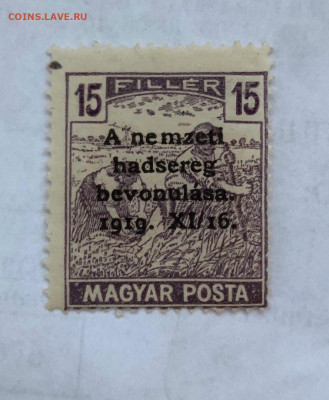 COINS.LAVE.RU
FILLÉR
15 15
A nemzeti
hadsereg
bevonulása.
1919. XI/16.
MAGYAR POSTA